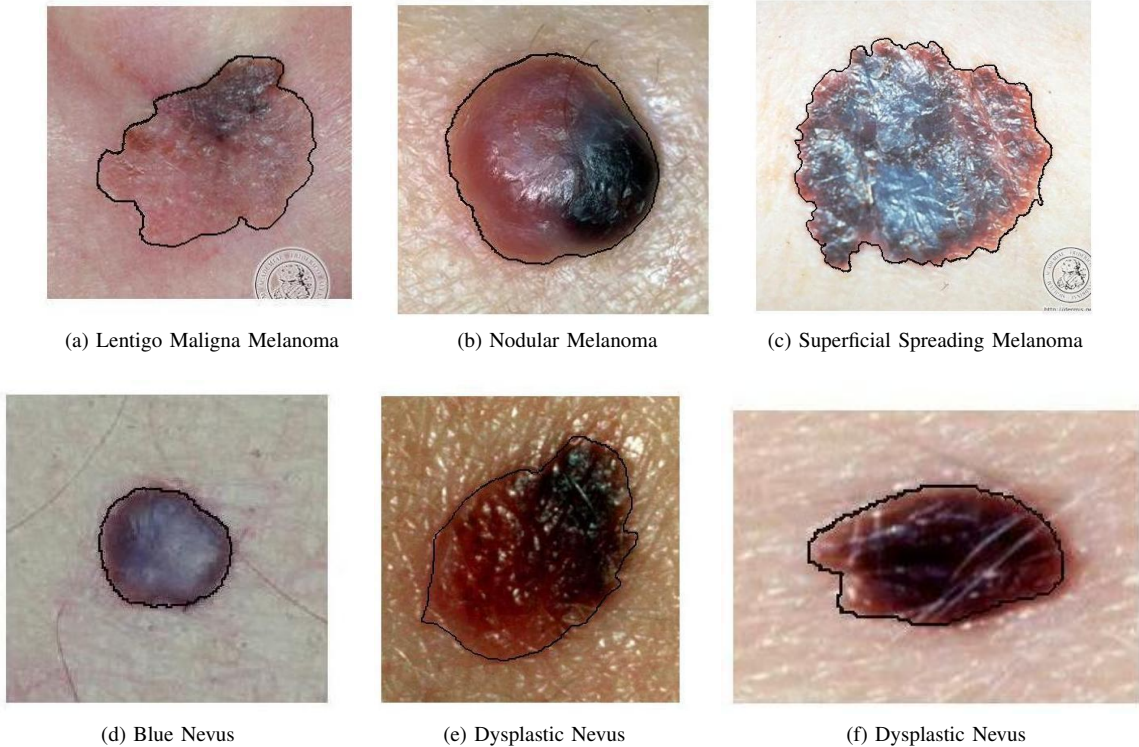 (a) Lentigo Maligna Melanoma
(b) Nodular Melanoma
(c) Superficial Spreading Melanoma
(d) Blue Nevus
(e) Dysplastic Nevus
(f) Dysplastic Nevus